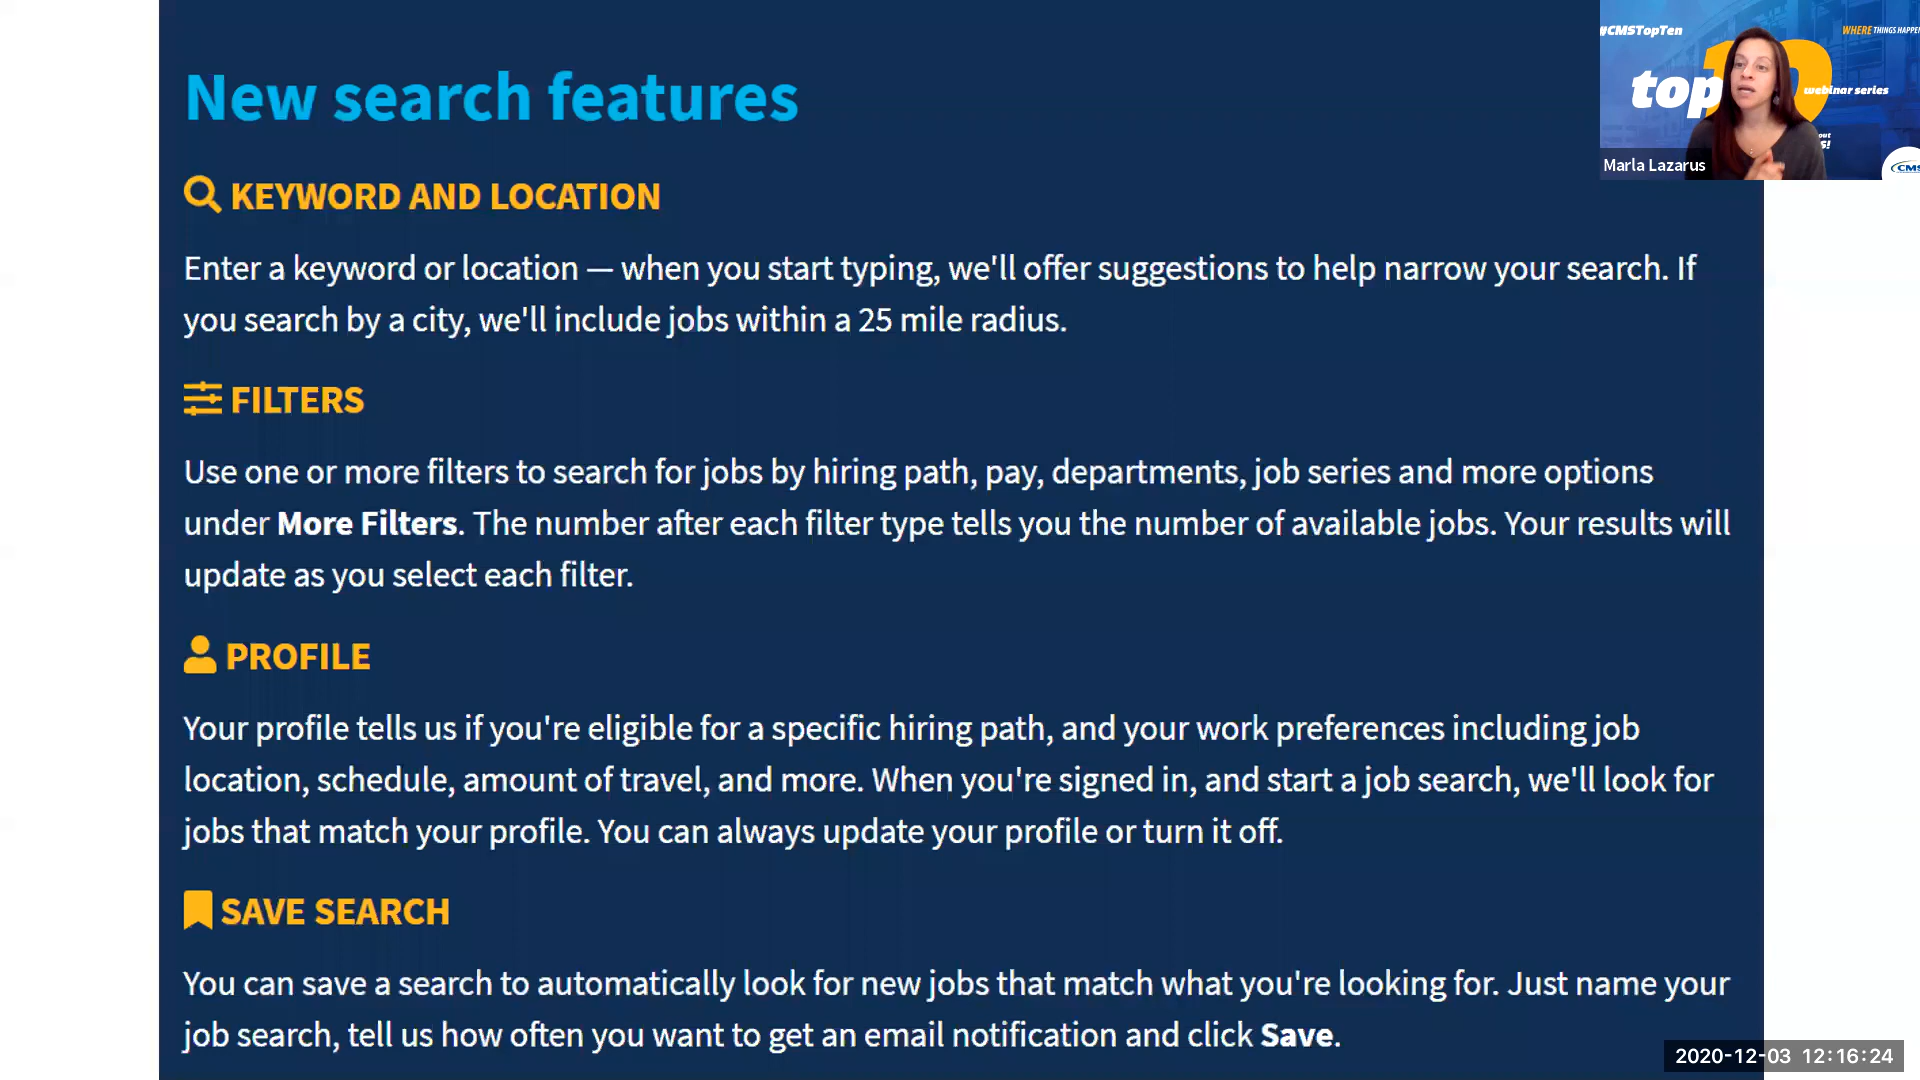 New search features
KEYWORD AND LOCATION
Enter a keyword or location — when you start typing, we'll offer suggestions to help narrow your search. If
you search by a city, we'll include jobs within a 25 mile radius.
FILTERS
Use one or more filters to search for jobs by hiring path, pay, departments, job series and more options
under More Filters. The number after each filter type tells you the number of available jobs. Your results will
update as you select each filter.
PROFILE
Your profile tells us if you're eligible for a specific hiring path, and your work preferences including job
location, schedule, amount of travel, and more. When you're signed in, and start a job search, we'll look for
jobs that match your profile. You can always update your profile or turn it off.
SAVE SEARCH
You can save a search to automatically look for new jobs that match what you're looking for. Just name your
job search, tell us how often you want to get an email notification and click Save.
#CMSTopTen
WHERE THINGS HAPPEN
top 10
webinar series
out
Marla Lazarus
CMS
2020-12-03 12:16:24